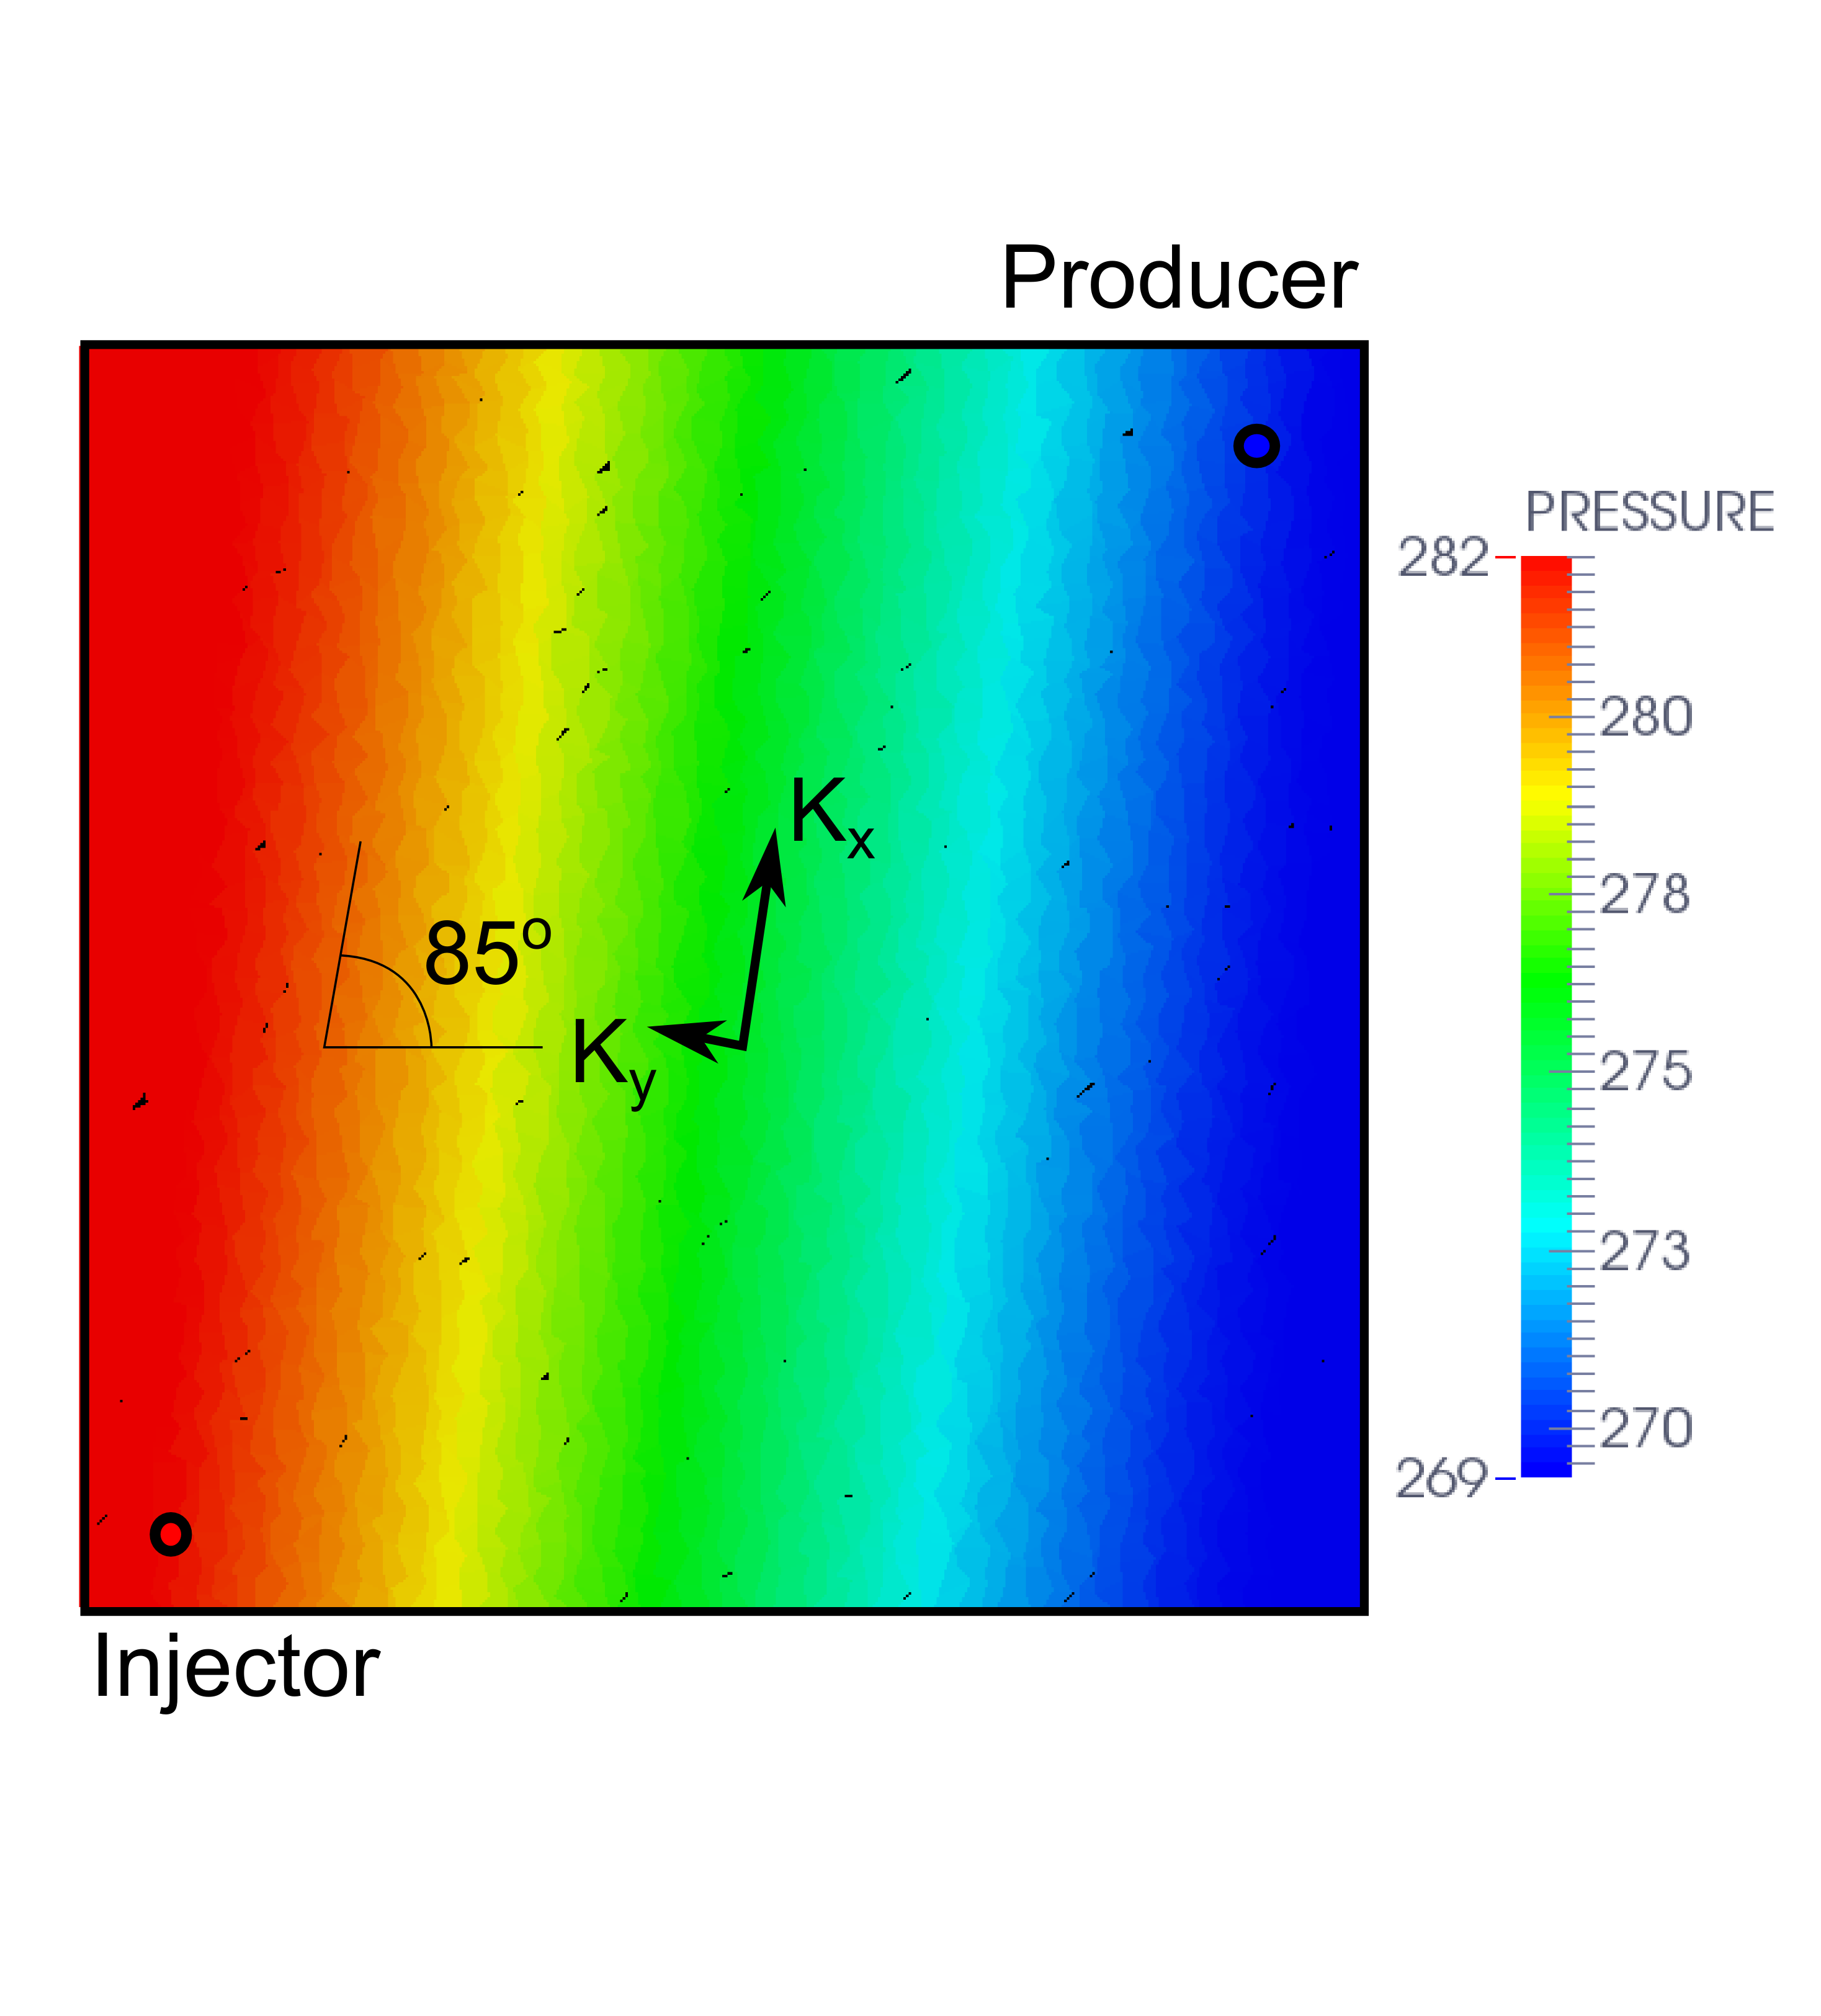 Producer
PRESSURE
282
280
Kx
278
85o
Ky
275
273
270
269
Injector